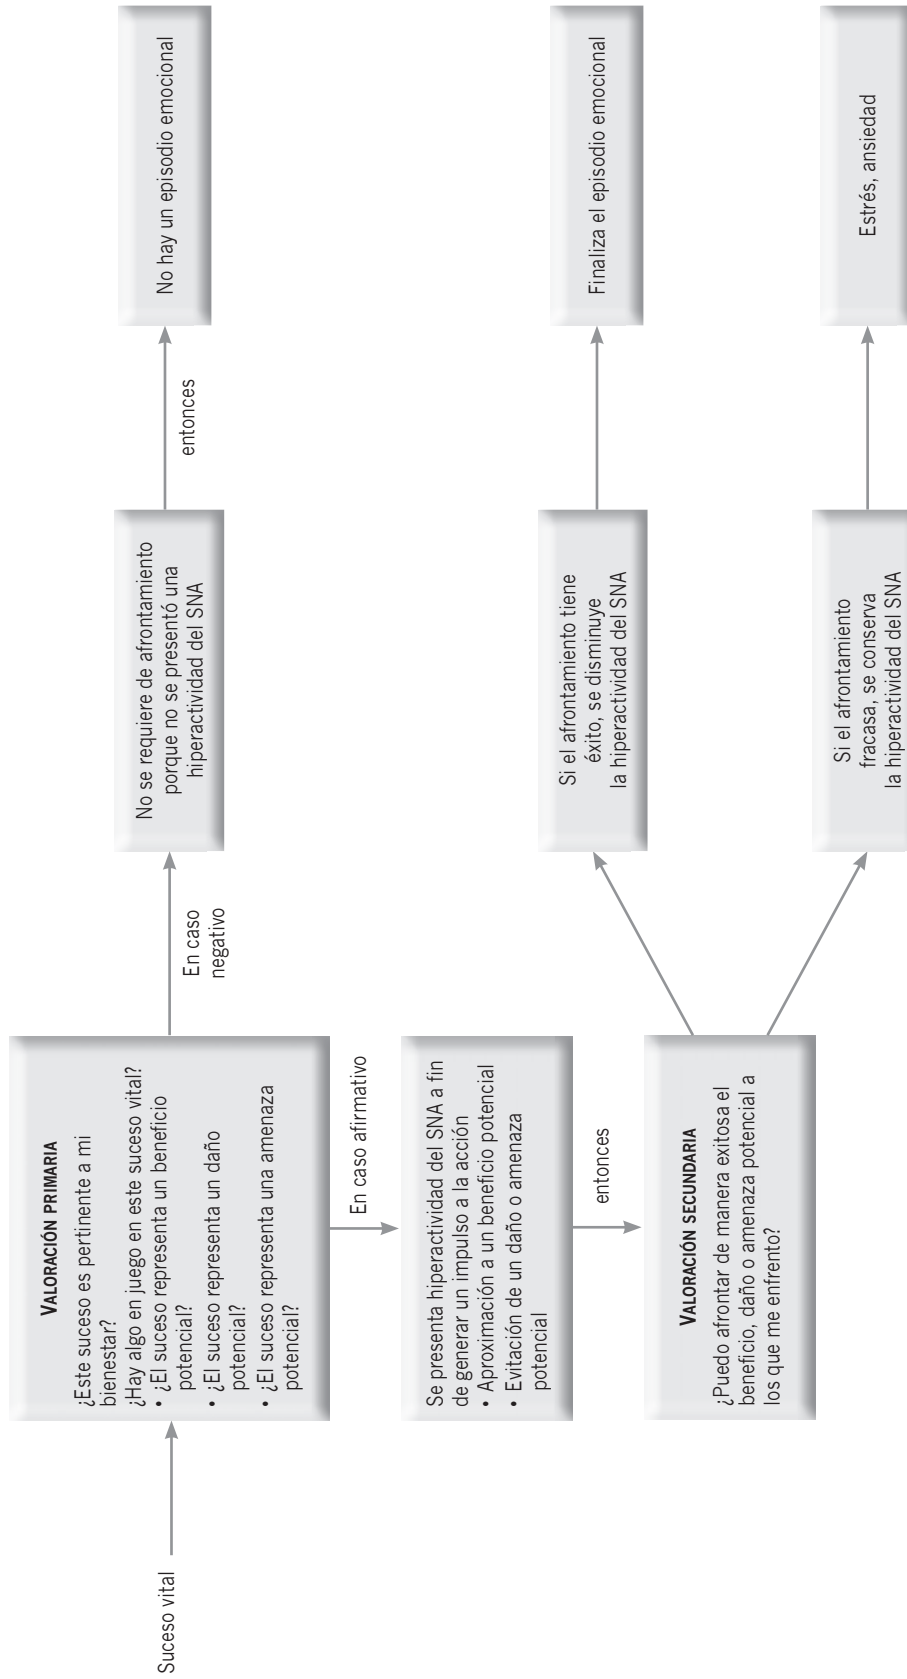 Suceso vital
VALORACIÓN PRIMARIA
¿Este suceso es pertinente a mi
bienestar?
¿Hay algo en juego en este suceso vital?
• ¿El suceso representa un beneficio
potencial?
• ¿El suceso representa un daño
potencial?
• ¿El suceso representa una amenaza
potencial?
En caso
negativo
No se requiere de afrontamiento
porque no se presentó una
hiperactividad del SNA
entonces
No hay un episodio emocional
En caso afirmativo
Se presenta hiperactividad del SNA a fin
de generar un impulso a la acción
• Aproximación a un beneficio potencial
• Evitación de un daño o amenaza
potencial
entonces
VALORACIÓN SECUNDARIA
¿Puedo afrontar de manera exitosa el
beneficio, daño o amenaza potencial a
los que me enfrento?
Si el afrontamiento tiene
éxito, se disminuye
la hiperactividad del SNA
Finaliza el episodio emocional
Si el afrontamiento
fracasa, se conserva
la hiperactividad del SNA
Estrés, ansiedad